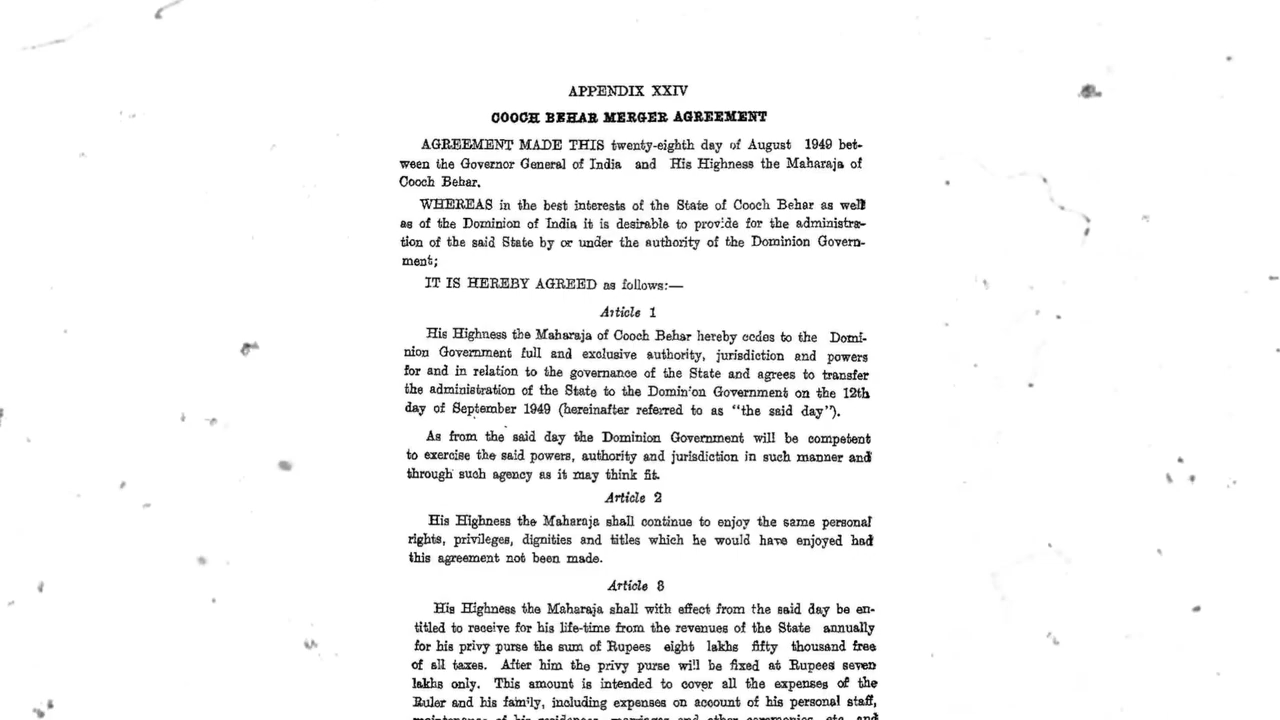 APPENDIX XXIV
COOCH BEHAR MERGER AGREEMENT
AGREEMENT MADE THIS twenty-eighth day of August 1949 bet-
ween the Governor General of India and His Highness the Maharaja of
Cooch Behar.
WHEREAS in the best interests of the State of Cooch Behar as well
as of the Dominion of India it is desirable to provide for the administra-
tion of the said State by or under the authority of the Dominion Govern-
ment;
IT IS HEREBY AGREED as follows:—
Article 1
His Highness the Maharaja of Cooch Behar hereby cedes to the Domi-
nion Government full and exclusive authority, jurisdiction and powers
for and in relation to the governance of the State and agrees to transfer
the administration of the State to the Dominion Government on the 12th
day of September 1949 (hereinafter referred to as "the said day").
As from the said day the Dominion Government will be competent
to exercise the said powers, authority and jurisdiction in such manner and
through such agency as it may think fit.
Article 2
His Highness the Maharaja shall continue to enjoy the same personal
rights, privileges, dignities and titles which he would have enjoyed had
this agreement not been made.
Article 3
His Highness the Maharaja shall with effect from the said day be en-
titled to receive for his life-time from the revenues of the State annually
for his privy purse the sum of Rupees eight lakhs fifty thousand free
of all taxes. After him the privy purse will be fixed at Rupees seven
lakhs only. This amount is intended to cover all the expenses of the
Ruler and his family, including expenses on account of his personal staff,
maintenance of his residences, marriages and other ceremonies, etc. and